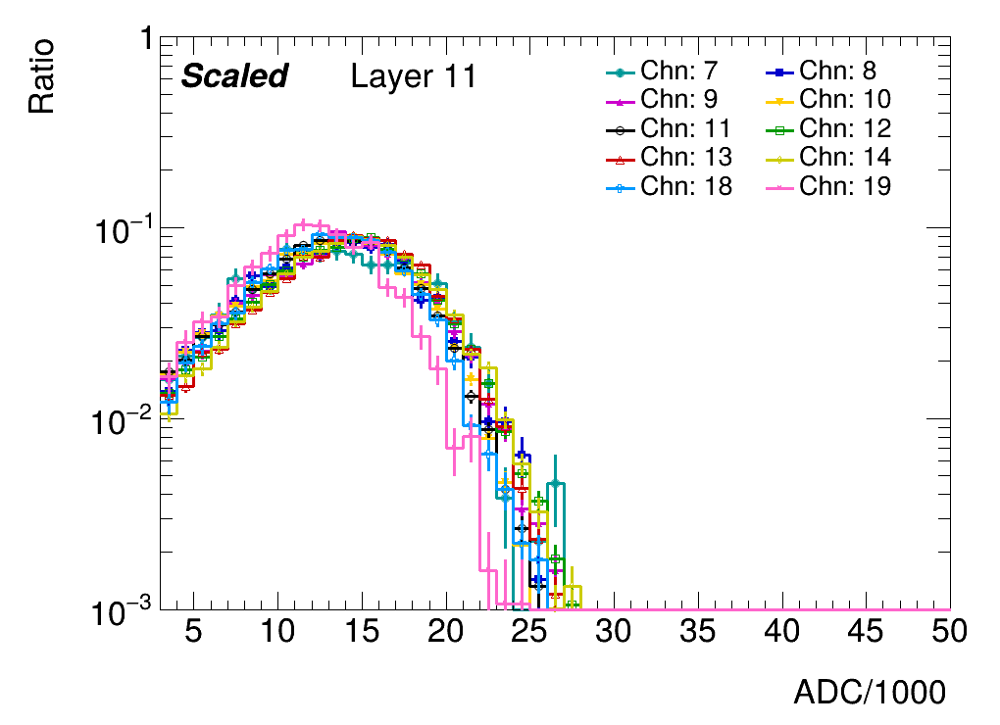 Ratio
1
Scaled Layer 11
Chn: 7 Chn: 8
Chn: 9 Chn: 10
Chn: 11 Chn: 12
Chn: 13 Chn: 14
Chn: 18 Chn: 19
10⁻¹
10⁻²
10⁻³
5 10 15 20 25 30 35 40 45 50
ADC/1000